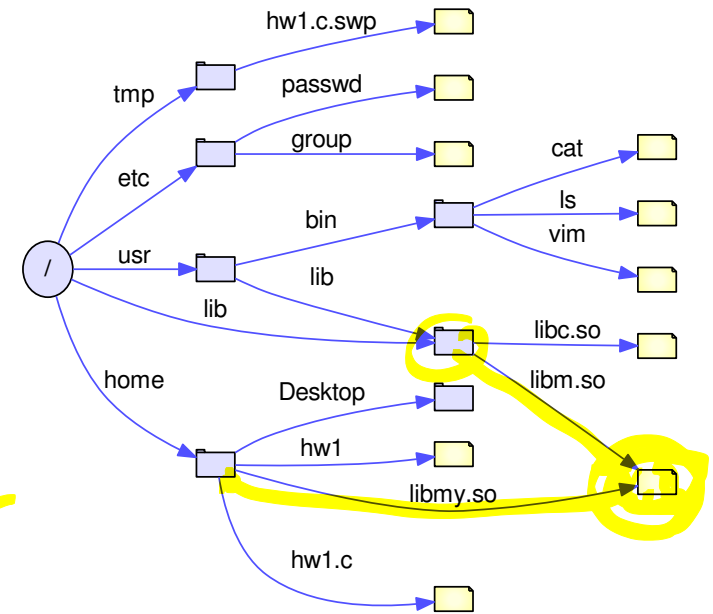 hw1.c.swp
tmp
passwd
group
etc
cat
ls
vim
bin
/
usr
lib
lib
libc.so
libm.so
home
Desktop
hw1
libmy.so
hw1.c